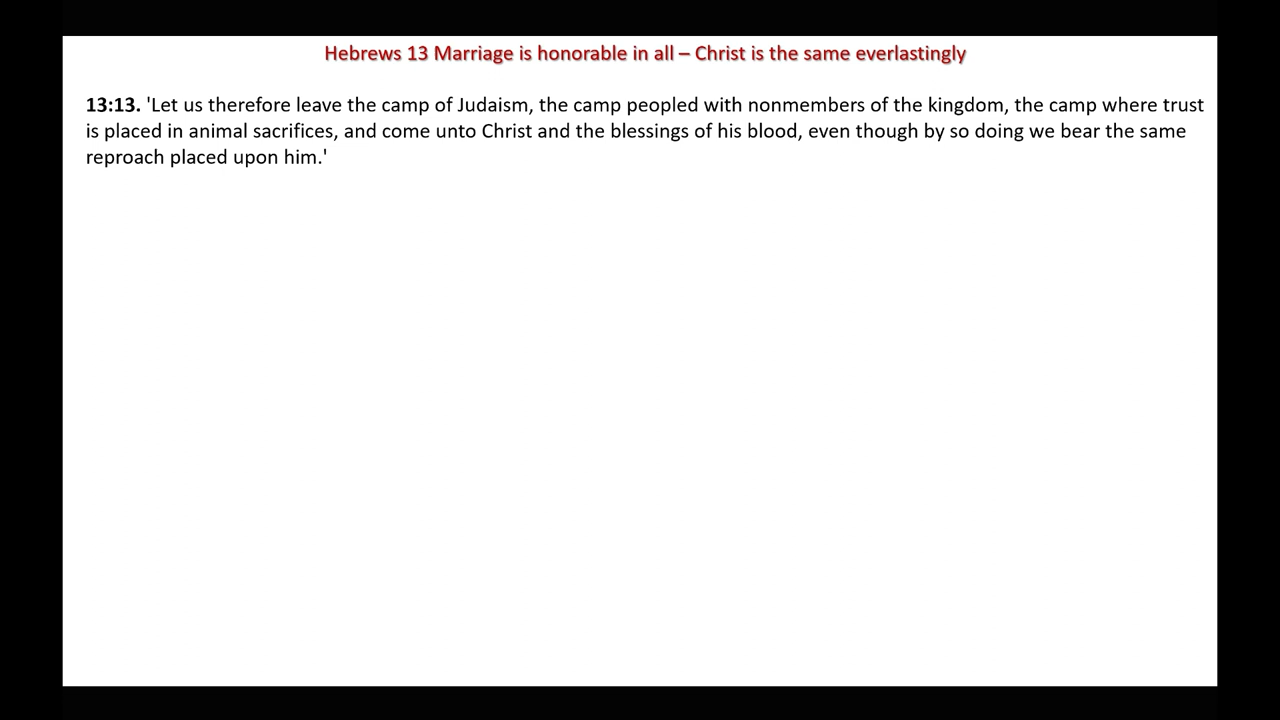 Hebrews 13 Marriage is honorable in all – Christ is the same everlastingly
13:13. 'Let us therefore leave the camp of Judaism, the camp peopled with nonmembers of the kingdom, the camp where trust
is placed in animal sacrifices, and come unto Christ and the blessings of his blood, even though by so doing we bear the same
reproach placed upon him.'